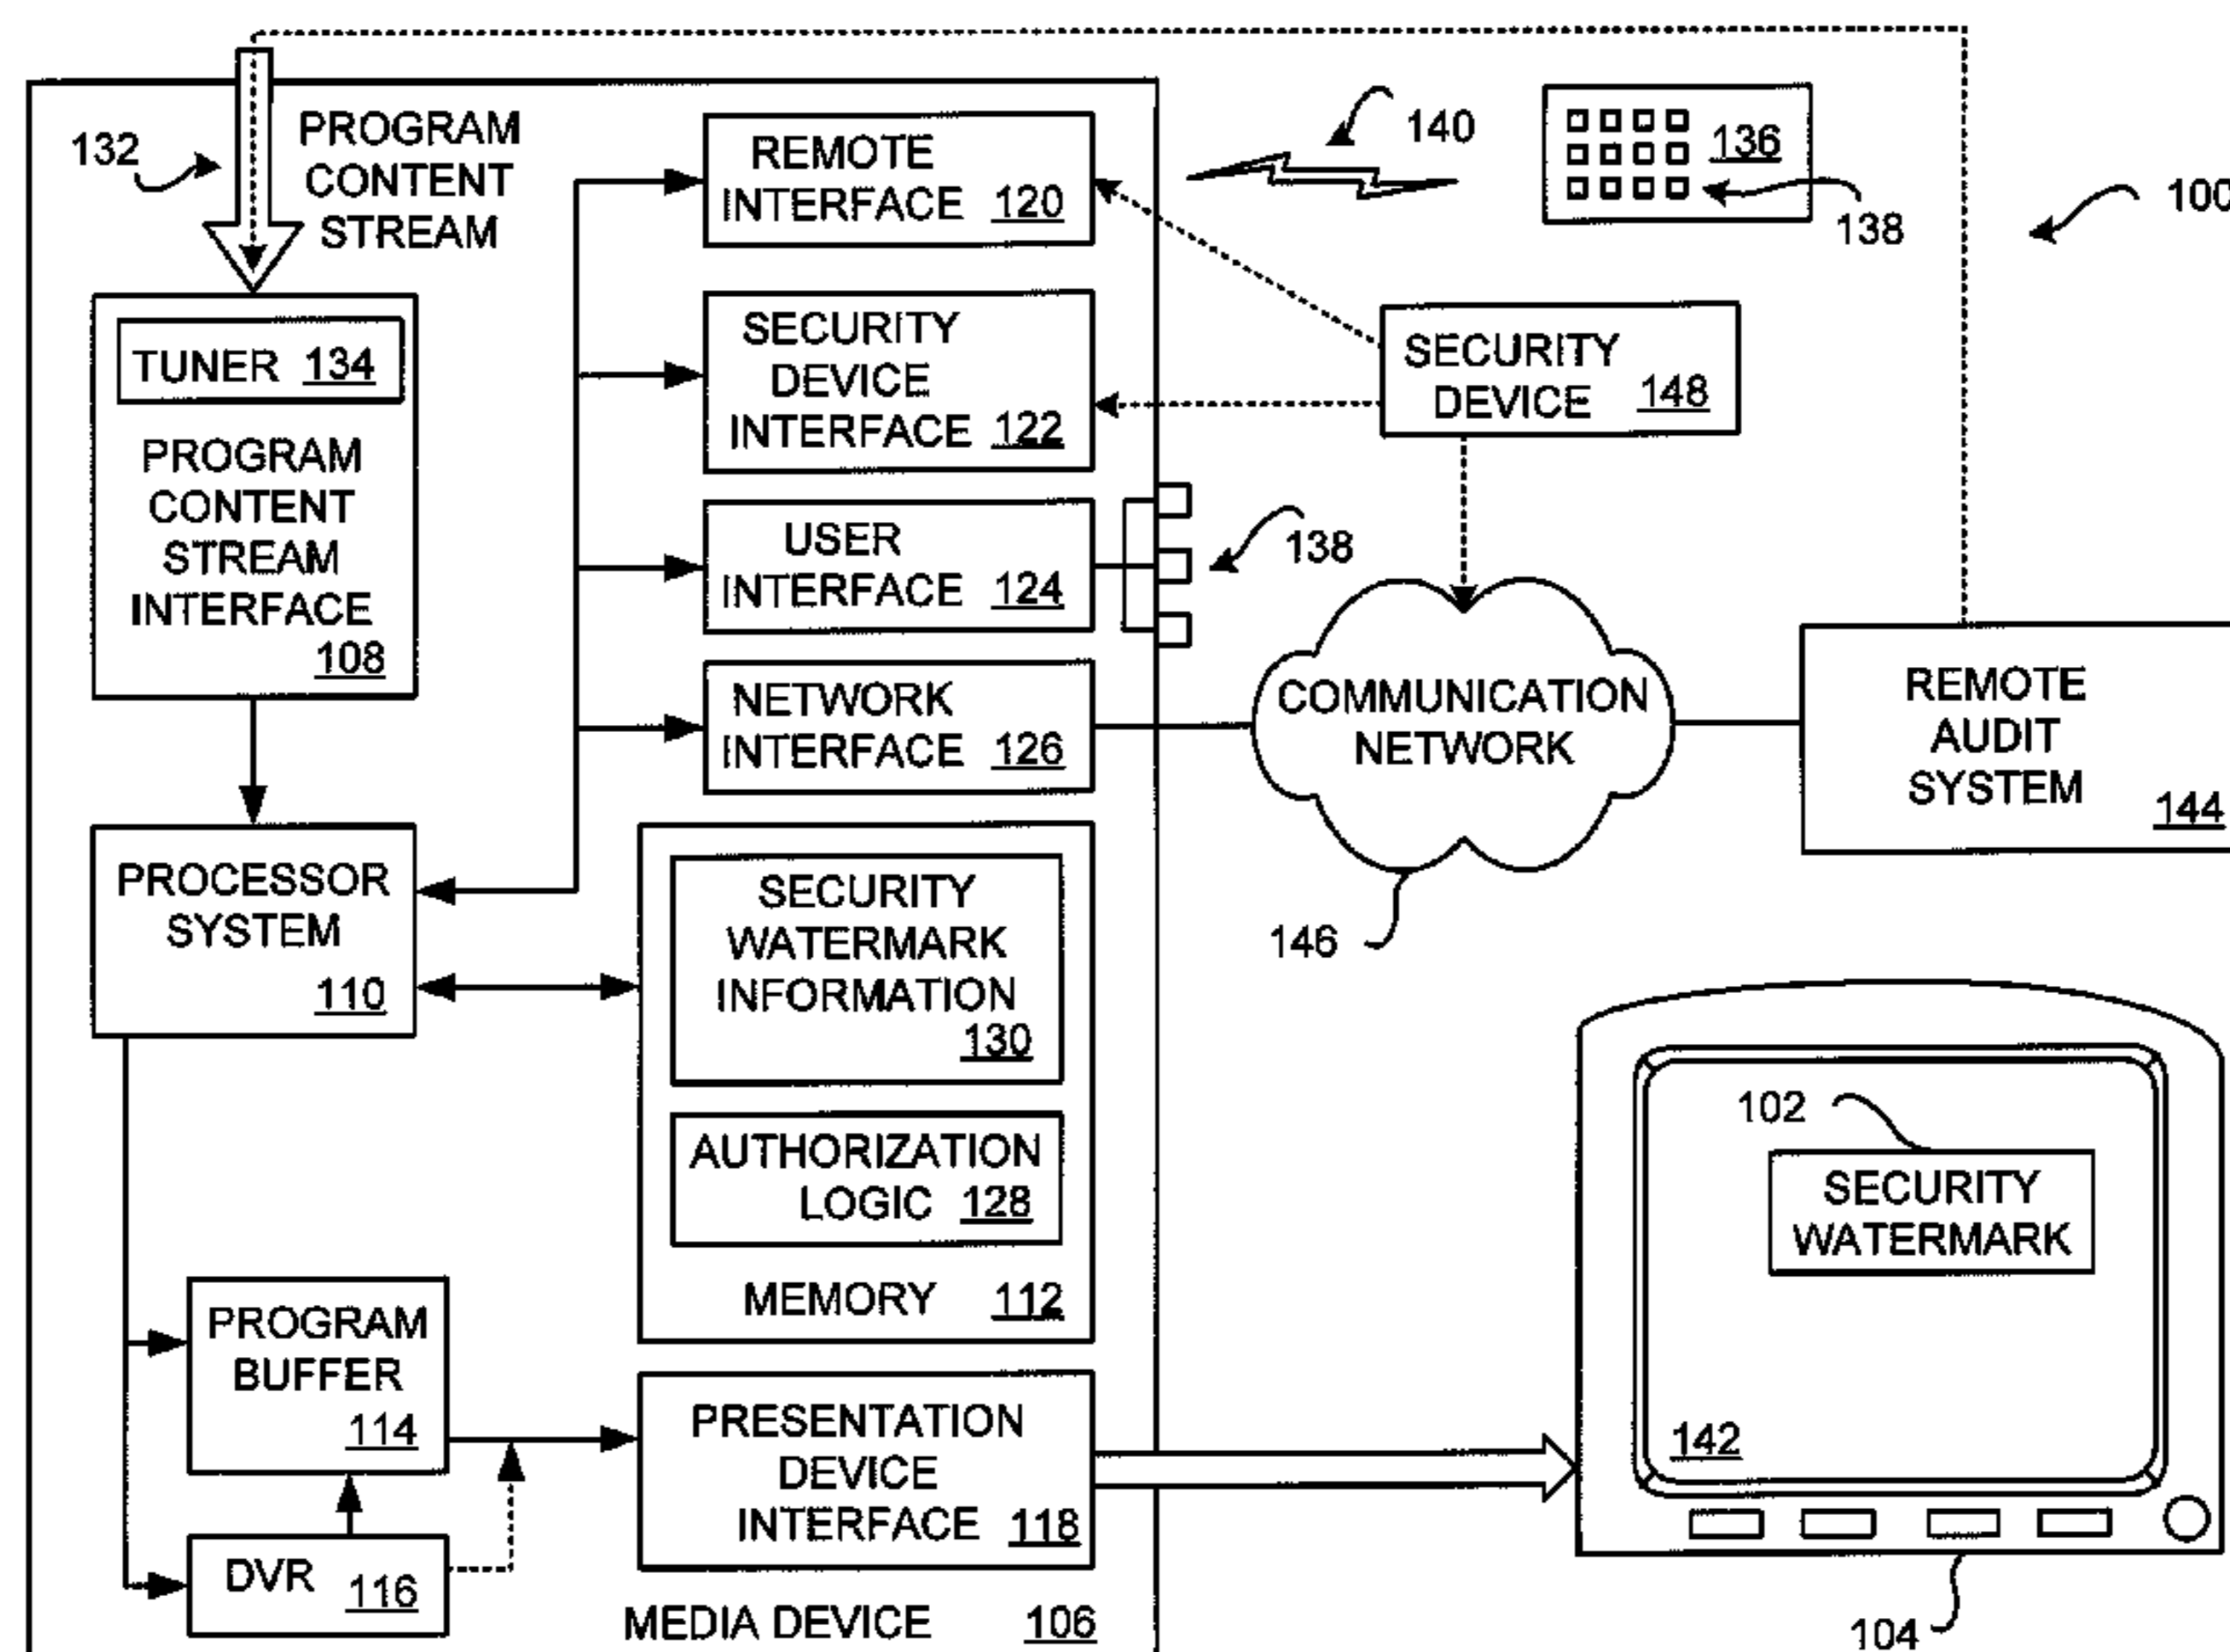 132
PROGRAM
CONTENT
STREAM
TUNER 134
PROGRAM
CONTENT
STREAM
INTERFACE
108
PROCESSOR
SYSTEM
110
PROGRAM
BUFFER
114
DVR 116
REMOTE
INTERFACE 120
SECURITY
DEVICE
INTERFACE 122
USER
INTERFACE 124
NETWORK
INTERFACE 126
SECURITY
WATERMARK
INFORMATION
130
AUTHORIZATION
LOGIC 128
MEMORY 112
PRESENTATION
DEVICE
INTERFACE 118
MEDIA DEVICE 106
140
136
138
100
SECURITY
DEVICE 148
138
COMMUNICATION
NETWORK
146
REMOTE
AUDIT
SYSTEM
144
102
SECURITY
WATERMARK
142
104